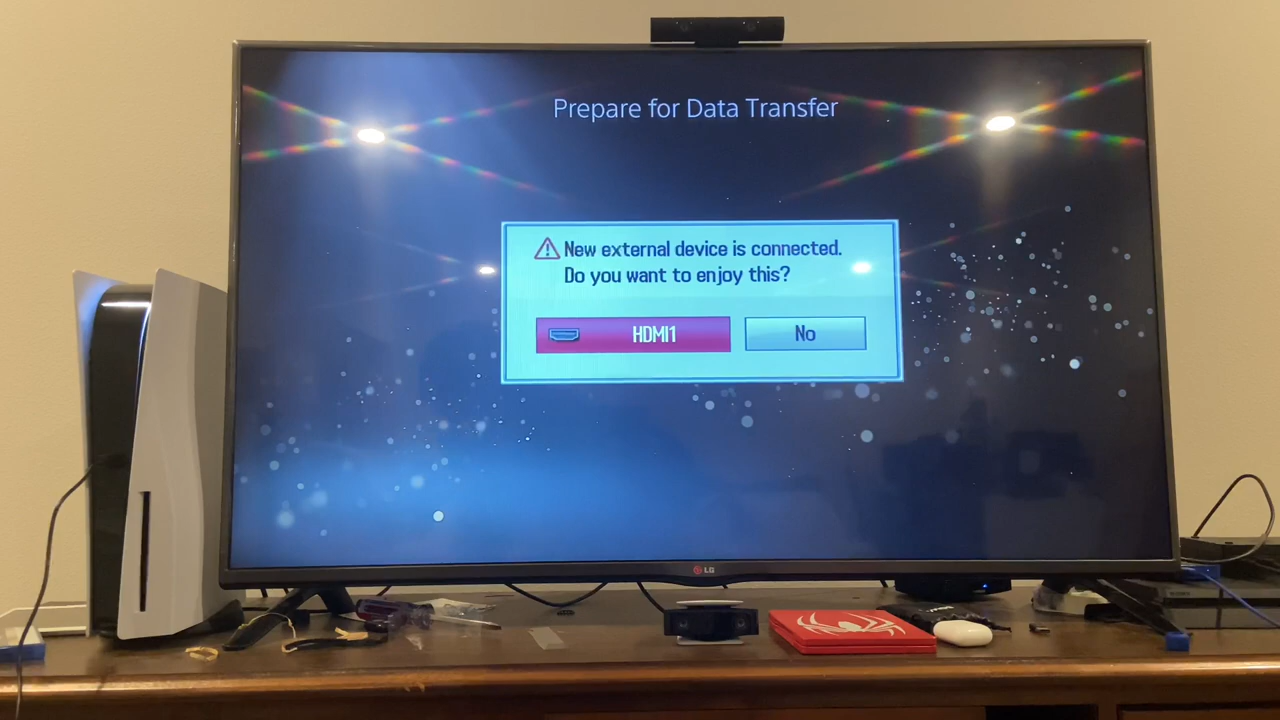 Prepare for Data Transfer
New external device is connected.
Do you want to enjoy this?
HDMI1
No
LG